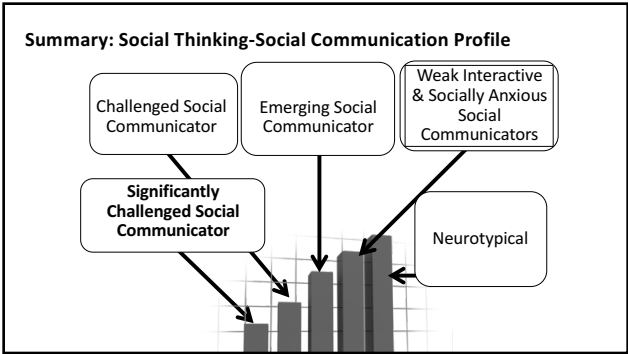 Summary: Social Thinking-Social Communication Profile
Challenged Social
Communicator
Emerging Social
Communicator
Weak Interactive
& Socially Anxious
Social
Communicators
Significantly
Challenged Social
Communicator
Neurotypical